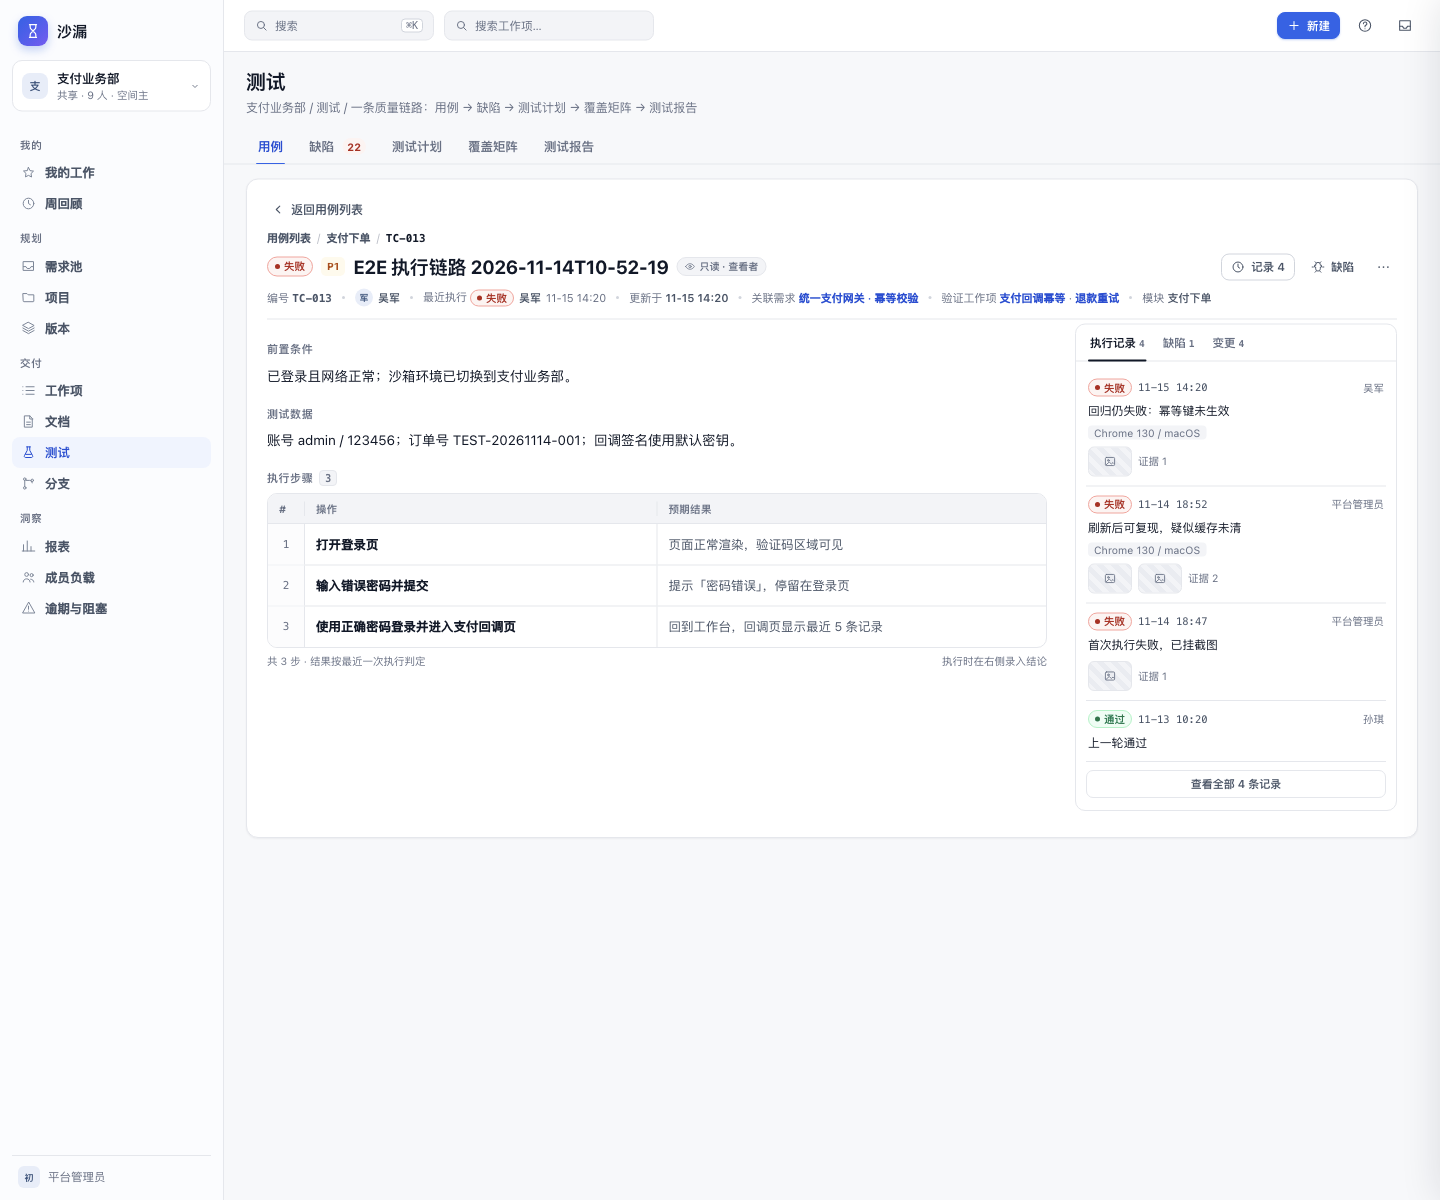 沙漏
搜索 ⌘K
搜索工作项...
新建
支 支付业务部
共享 · 9 人 · 空间主
我的
我的工作
周回顾
规划
需求池
项目
版本
交付
工作项
文档
测试
分支
洞察
报表
成员负载
逾期与阻塞
初 平台管理员
测试
支付业务部 / 测试 / 一条质量链路：用例 → 缺陷 → 测试计划 → 覆盖矩阵 → 测试报告
用例 缺陷 22 测试计划 覆盖矩阵 测试报告
返回用例列表
用例列表 / 支付下单 / TC-013
失败 P1 E2E 执行链路 2026-11-14T10-52-19 只读 · 查看者
记录 4 缺陷 ···
编号 TC-013 • 军 吴军 • 最近执行 失败 吴军 11-15 14:20 • 更新于 11-15 14:20 • 关联需求 统一支付网关 · 幂等校验 • 验证工作项 支付回调幂等 · 退款重试 • 模块 支付下单
前置条件
已登录且网络正常；沙箱环境已切换到支付业务部。
测试数据
账号 admin / 123456；订单号 TEST-20261114-001；回调签名使用默认密钥。
执行步骤 3
# 操作 预期结果
1 打开登录页 页面正常渲染，验证码区域可见
2 输入错误密码并提交 提示「密码错误」，停留在登录页
3 使用正确密码登录并进入支付回调页 回到工作台，回调页显示最近 5 条记录
共 3 步 · 结果按最近一次执行判定 执行时在右侧录入结论
执行记录 4 缺陷 1 变更 4
失败 11-15 14:20 吴军
回归仍失败：幂等键未生效
Chrome 130 / macOS
证据 1
失败 11-14 18:52 平台管理员
刷新后可复现，疑似缓存未清
Chrome 130 / macOS
证据 2
失败 11-14 18:47 平台管理员
首次执行失败，已挂截图
证据 1
通过 11-13 10:20 孙琪
上一轮通过
查看全部 4 条记录